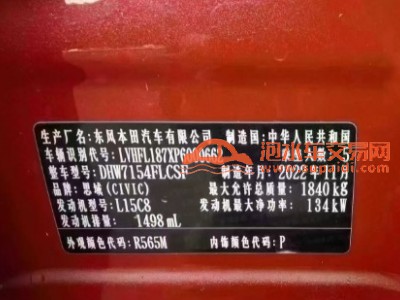 生产厂名:东风本田汽车有限公司 制造国:中华人民共和国
车辆识别代号:
整车型号:DHW7154FLCSE 制造年月:2022年11月
品牌:思域(CIVIC) 最大允许总质量:1840kg
发动机型号:L15C8 发动机最大净功率:134kW
发动机排量:1498mL
外观颜色代号:R565M 内饰颜色代号:P